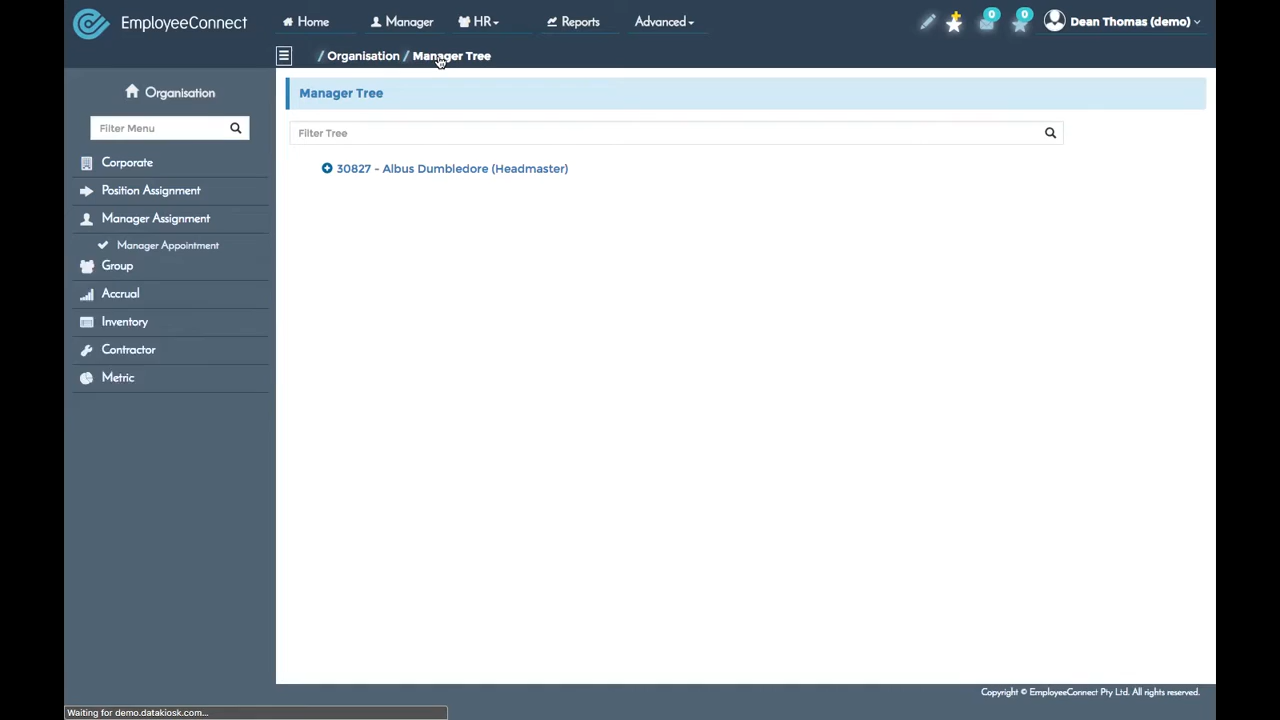 EmployeeConnect
Home
Manager
HR
Reports
Advanced
0
0
Dean Thomas (demo)
/ Organisation / Manager Tree
Organisation
Filter Menu
Corporate
Position Assignment
Manager Assignment
Manager Appointment
Group
Accrual
Inventory
Contractor
Metric
Manager Tree
Filter Tree
30827 - Albus Dumbledore (Headmaster)
Copyright © EmployeeConnect Pty Ltd. All rights reserved.
Waiting for demo.datakiosk.com...